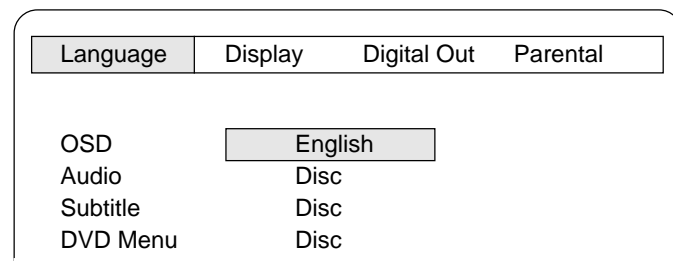 Language Display Digital Out Parental
OSD English
Audio Disc
Subtitle Disc
DVD Menu Disc